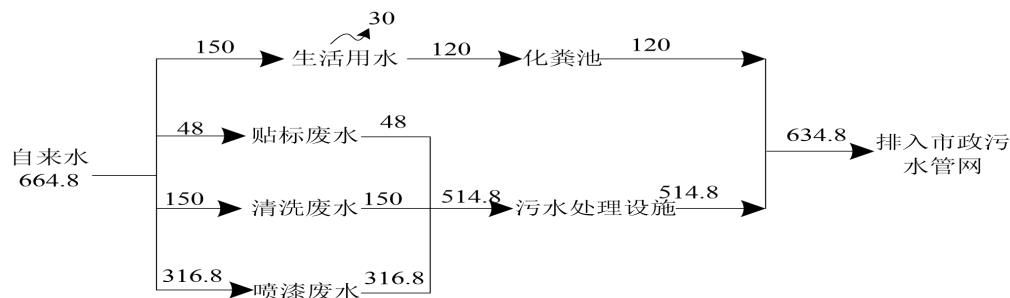 30
150
生活用水
120
化粪池
120
48
贴标废水
48
自来水
664.8
634.8
排入市政污
水管网
150
清洗废水
150
514.8
污水处理设施
514.8
316.8
喷漆废水
316.8